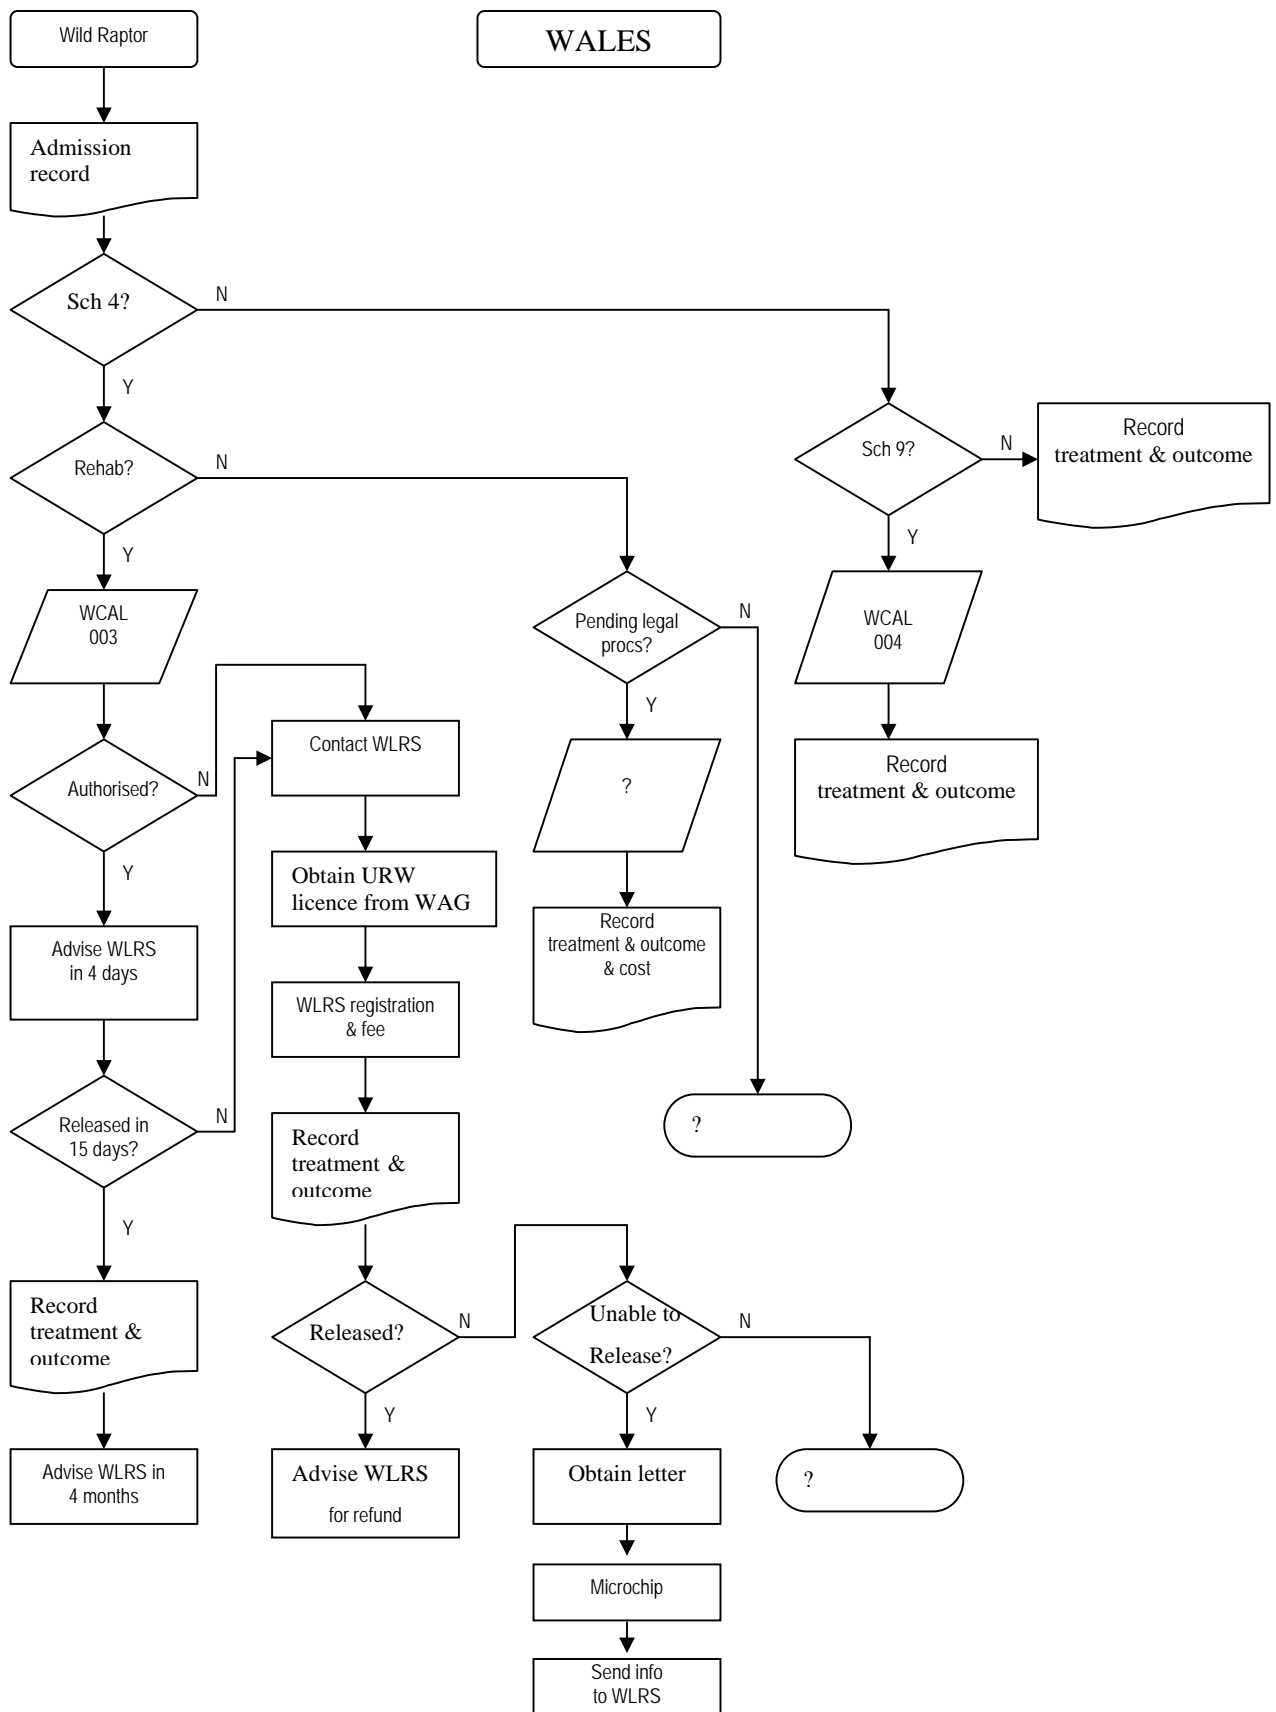 Wild Raptor
WALES
Admission
record
Sch 4?
N
Y
Sch 9?
N
Record
treatment & outcome
Y
Rehab?
N
Y
WCAL
003
Pending legal
procs?
N
Y
WCAL
004
Record
treatment & outcome
Contact WLRS
Authorised?
N
Y
?
Obtain URW
licence from WAG
Record
treatment & outcome
& cost
Advise WLRS
in 4 days
WLRS registration
& fee
Released in
15 days?
N
Y
?
Record
treatment &
outcome
Record
treatment &
outcome
Released?
N
Y
Unable to
Release?
N
Y
Advise WLRS in
4 months
Advise WLRS
for refund
Obtain letter
?
Microchip
Send info
to WLRS